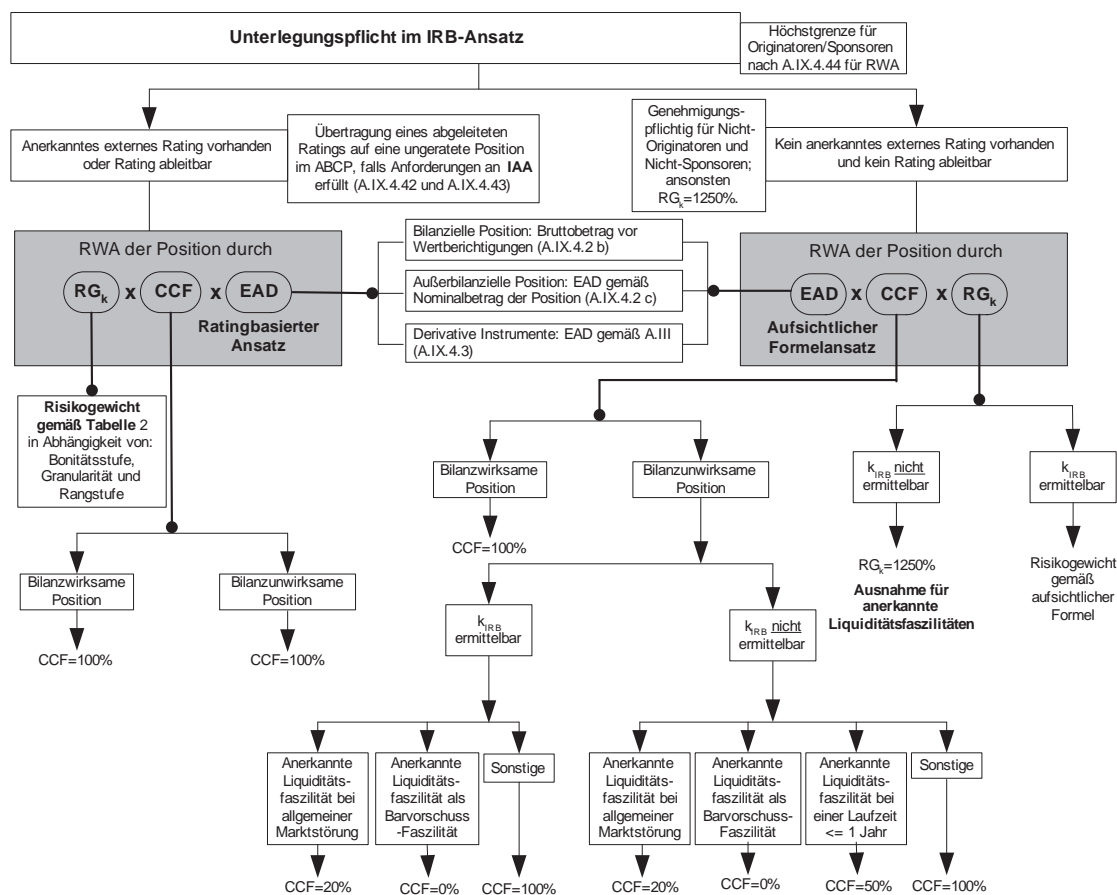 Unterlegungspflicht im IRB-Ansatz
Höchstgrenze für
Originatoren/Sponsoren
nach A.IX.4.44 für RWA
Anerkanntes externes Rating vorhanden
oder Rating ableitbar
Übertragung eines abgeleiteten
Ratings auf eine ungeratete Position
im ABCP, falls Anforderungen an IAA
erfüllt (A.IX.4.42 und A.IX.4.43)
Genehmigungs-
pflichtig für Nicht-
Originatoren und
Nicht-Sponsoren;
ansonsten
RGk=1250%.
Kein anerkanntes externes Rating vorhanden
und kein Rating ableitbar
RWA der Position durch
RGk x CCF x EAD
Ratingbasierter
Ansatz
Bilanzielle Position: Bruttobetrag vor
Wertberichtigungen (A.IX.4.2 b)
Außerbilanzielle Position: EAD gemäß
Nominalbetrag der Position (A.IX.4.2 c)
Derivative Instrumente: EAD gemäß A.III
(A.IX.4.3)
RWA der Position durch
EAD x CCF x RGk
Aufsichtlicher
Formelansatz
Risikogewicht
gemäß Tabelle 2
in Abhängigkeit von:
Bonitätsstufe,
Granularität und
Rangstufe
Bilanzwirksame
Position
CCF=100%
Bilanzunwirksame
Position
CCF=100%
Bilanzwirksame
Position
CCF=100%
Bilanzunwirksame
Position
kIRB nicht
ermittelbar
RGk=1250%
Ausnahme für
anerkannte
Liquiditätsfaszilitäten
kIRB
ermittelbar
Risikogewicht
gemäß
aufsichtlicher
Formel
kIRB
ermittelbar
kIRB nicht
ermittelbar
Anerkannte
Liquiditäts-
faszilität bei
allgemeiner
Marktstörung
CCF=20%
Anerkannte
Liquiditäts-
faszilität als
Barvorschuss
-Faszilität
CCF=0%
Sonstige
CCF=100%
Anerkannte
Liquiditäts-
faszilität bei
allgemeiner
Marktstörung
CCF=20%
Anerkannte
Liquiditäts-
faszilität als
Barvorschuss-
Faszilität
CCF=0%
Anerkannte
Liquiditäts-
faszilität bei
einer Laufzeit
<= 1 Jahr
CCF=50%
Sonstige
CCF=100%